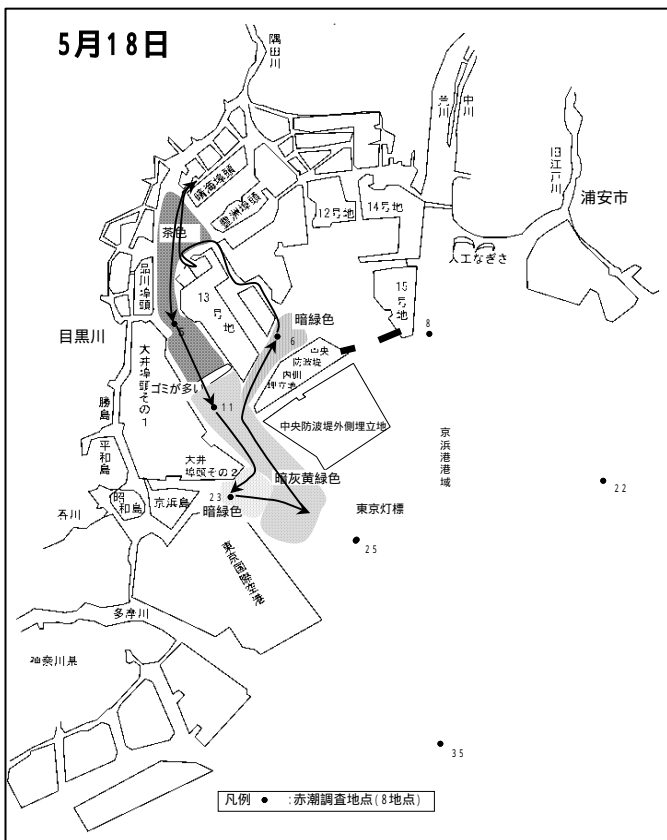 5月18日
隅田川
荒川
中川
旧江戸川
浦安市
晴海埠頭
豊洲埠頭
12号地
14号地
人工なぎさ
茶色
品川埠頭
13号地
15号地
暗緑色
5
6
8
目黒川
中央防波堤内側埋立地
大井埠頭その1
ゴミが多い
11
中央防波堤外側埋立地
勝島
京浜港港域
平和島
大井埠頭その2
暗灰黄緑色
22
昭和島
京浜島
23
暗緑色
東京灯標
呑川
25
東京国際空港
多摩川
神奈川県
35
凡例 ● :赤潮調査地点(8地点)